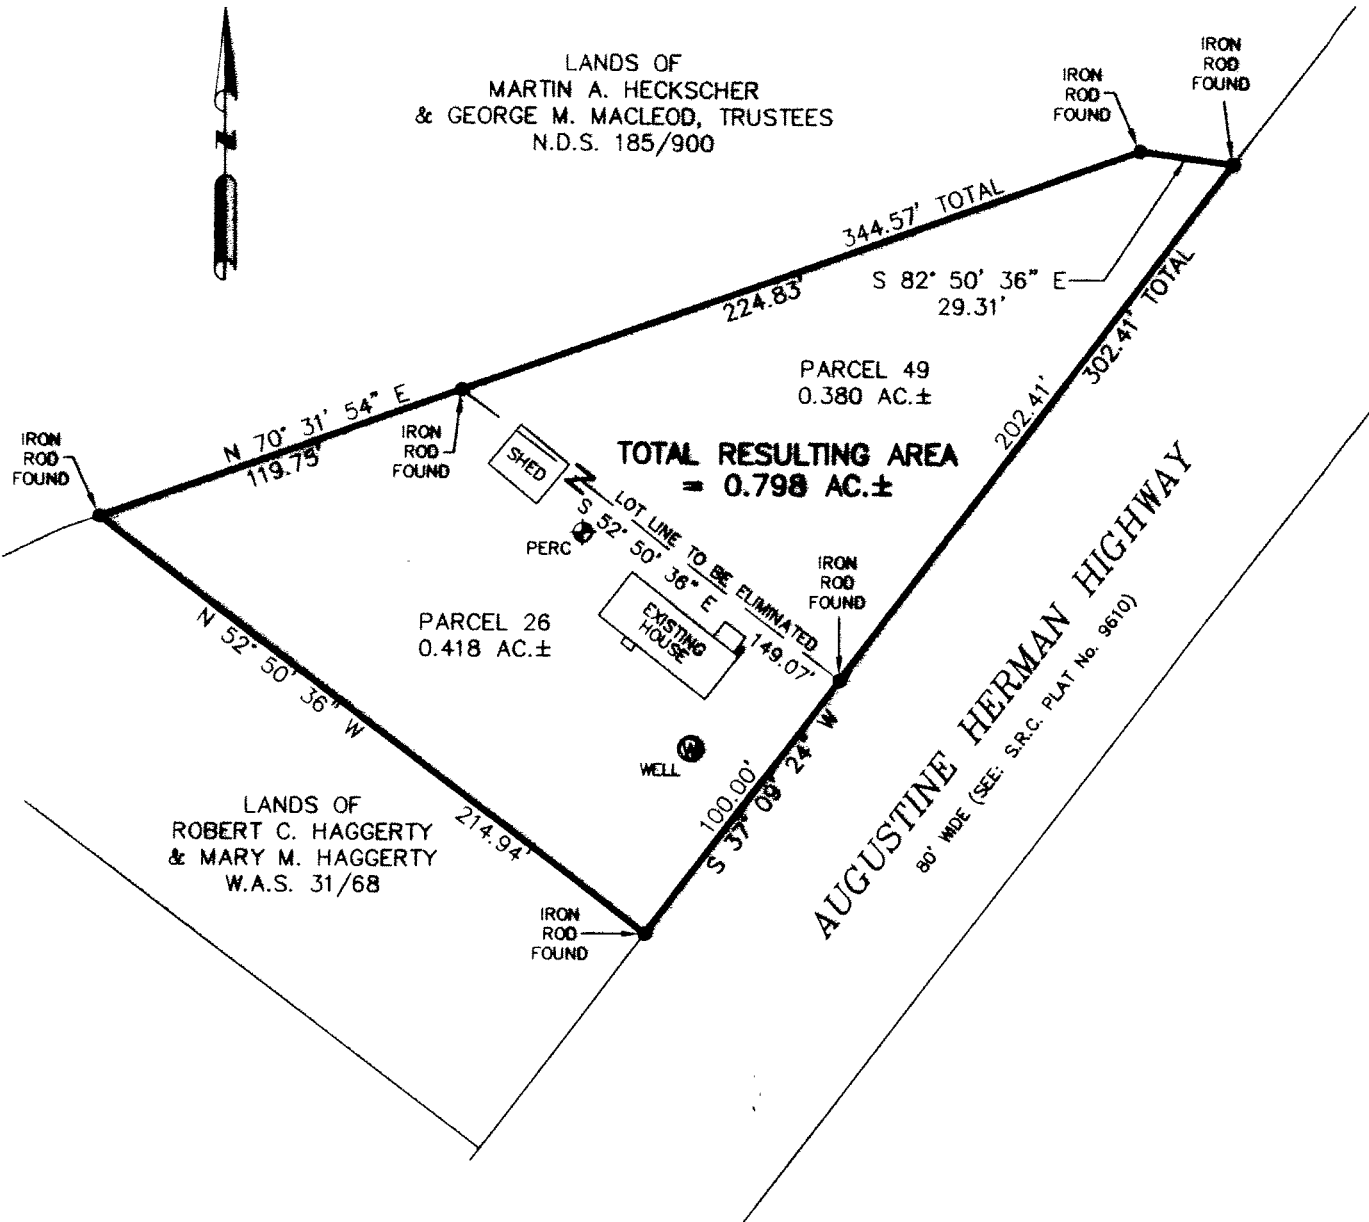 LANDS OF
MARTIN A. HECKSCHER
& GEORGE M. MACLEOD, TRUSTEES
N.D.S. 185/900
N
IRON
ROD
FOUND
IRON
ROD
FOUND
344.57' TOTAL
224.83'
S 82° 50' 36" E
29.31'
302.41' TOTAL
202.41'
PARCEL 49
0.380 AC.±
N 70° 31' 54" E
119.75'
IRON
ROD
FOUND
IRON
ROD
FOUND
SHED
TOTAL RESULTING AREA
= 0.798 AC.±
LOT LINE TO BE ELIMINATED
S 52° 50' 36" E
149.07'
PERC
IRON
ROD
FOUND
EXISTING
HOUSE
PARCEL 26
0.418 AC.±
N 52° 50' 36" W
214.94'
W
WELL
100.00'
S 37° 09' 24" W
AUGUSTINE HERMAN HIGHWAY
80' WIDE (SEE: S.R.C. PLAT No. 9610)
LANDS OF
ROBERT C. HAGGERTY
& MARY M. HAGGERTY
W.A.S. 31/68
IRON
ROD
FOUND